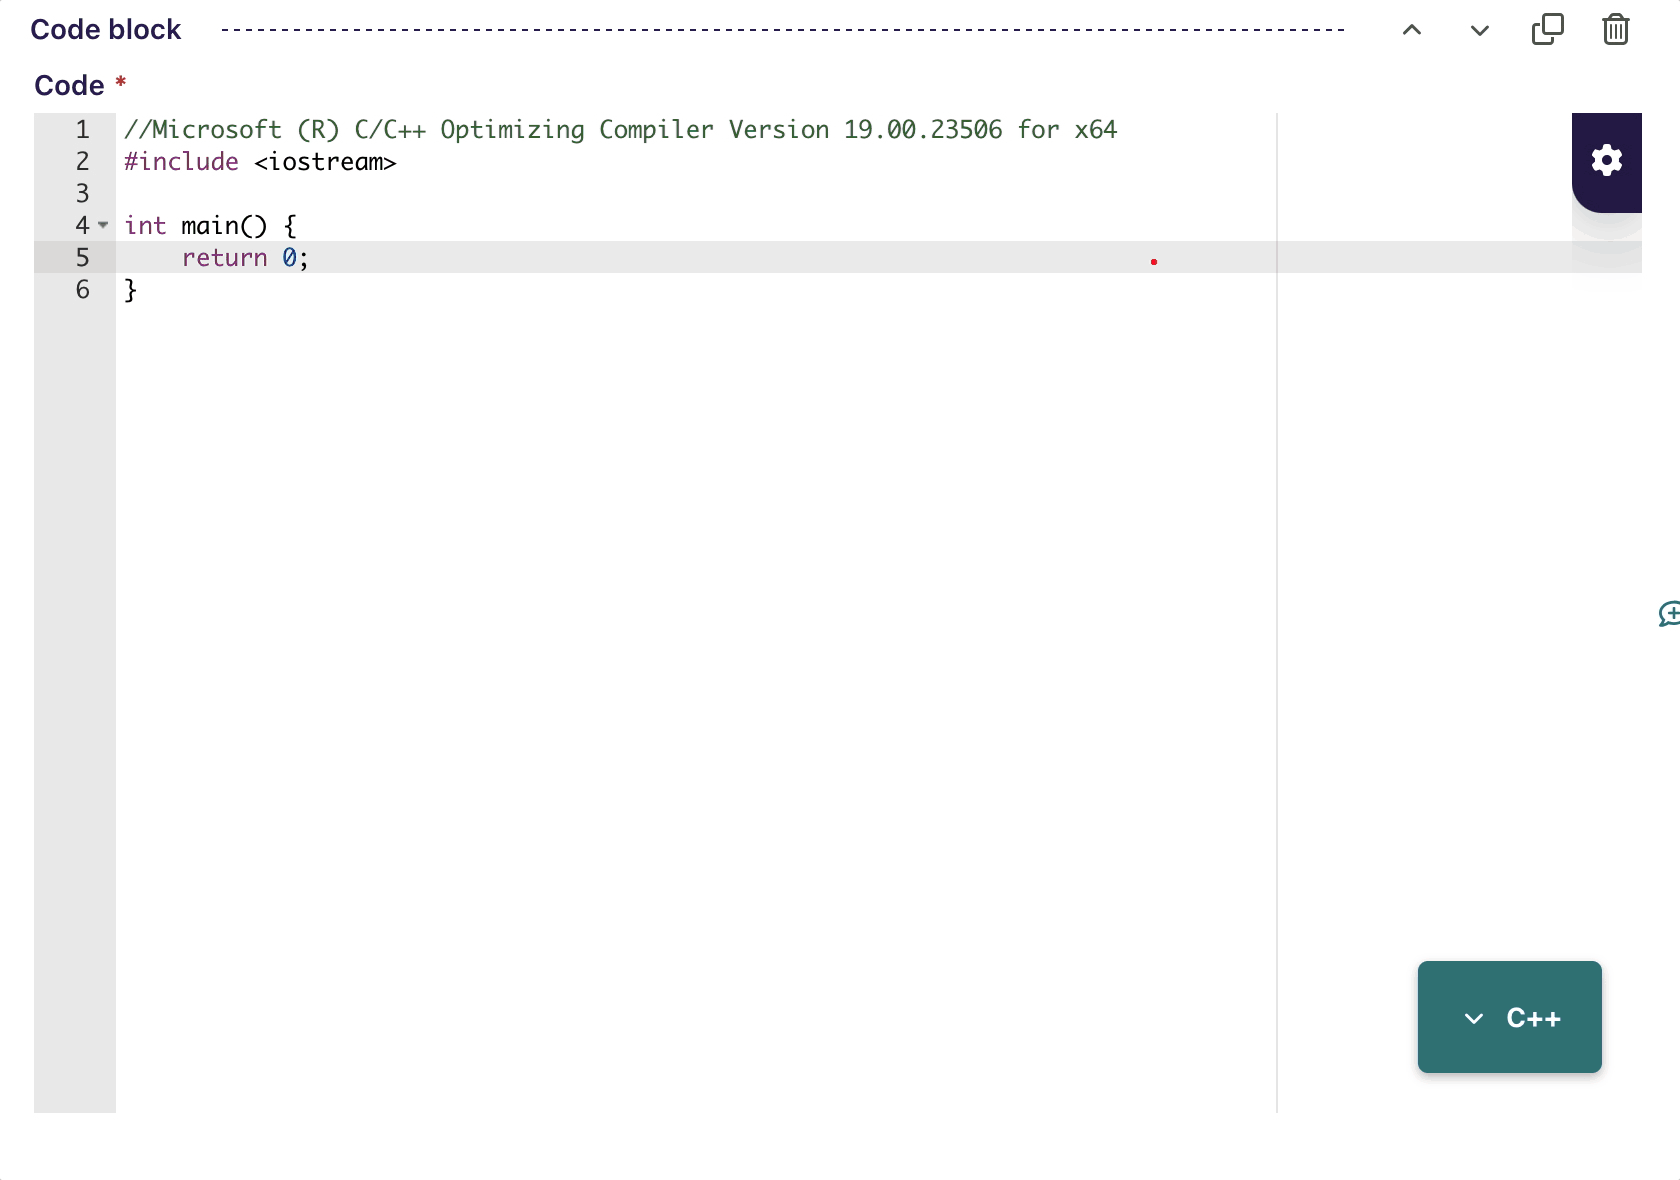 Code block
Code *
1 //Microsoft (R) C/C++ Optimizing Compiler Version 19.00.23506 for x64
2 #include <iostream>
3
4 int main() {
5     return 0;
6 }
C++